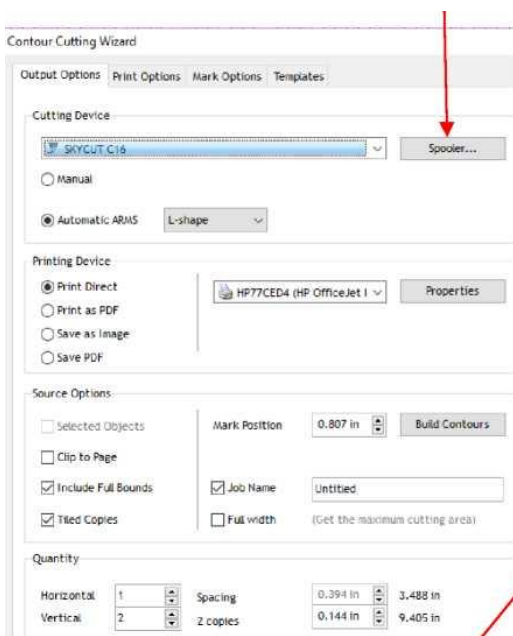 Contour Cutting Wizard
Output Options Print Options Mark Options Templates
Cutting Device
SKYCUT C16 Spooler...
Manual
Automatic ARMS L-shape
Printing Device
Print Direct HP77CED4 (HP OfficeJet Properties
Print as PDF
Save as Image
Save PDF
Source Options
Selected Objects Mark Position 0.807 in Build Contours
Clip to Page
Include Full Bounds Job Name Untitled
Tiled Copies Full width (Get the maximum cutting area)
Quantity
Horizontal 1 Spacing 0.394 in 3.488 in
Vertical 2 2 copies 0.144 in 9.405 in